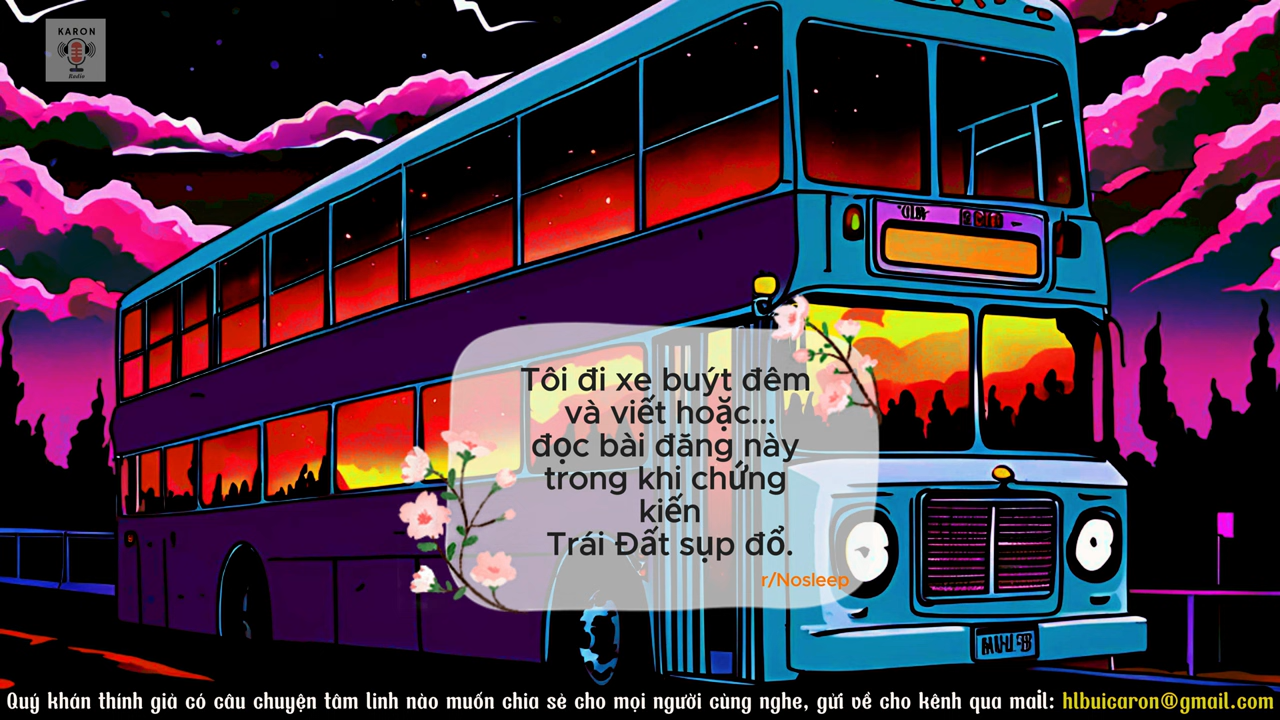 KARON
Radio
Tôi đi xe buýt đêm
và viết hoặc...
đọc bài đăng này
trong khi chứng
kiến
Trái Đất sụp đổ.
r/Nosleep
Quý khán thính giả có câu chuyện tâm linh nào muốn chia sẻ cho mọi người cùng nghe, gửi về cho kênh qua mail: hlbuicaron@gmail.com